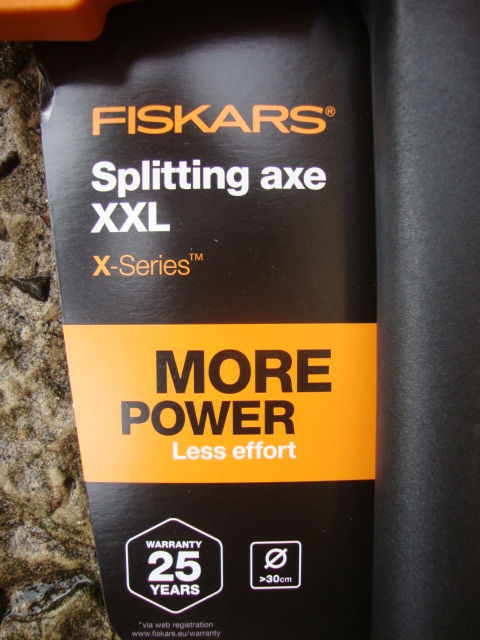 FISKARS®
Splitting axe
XXL
X-Series™
MORE
POWER
Less effort
WARRANTY
25
YEARS
Ø
>30cm
*via web registration
www.fiskars.eu/warranty